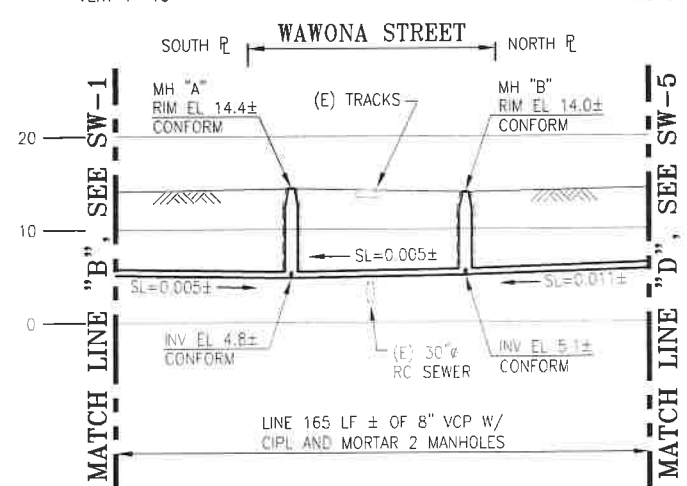 WAWONA STREET
SOUTH ⅊
NORTH ⅊
MH "A"
RIM EL 14.4±
CONFORM
(E) TRACKS
MH "B"
RIM EL 14.0±
CONFORM
20
10
0
SL=0.005±
SL=0.005±
SL=0.011±
INV EL 4.8±
CONFORM
(E) 30"ø
RC SEWER
INV EL 5.1±
CONFORM
LINE 165 LF ± OF 8" VCP W/
CIPL AND MORTAR 2 MANHOLES
MATCH LINE "B", SEE SW-1
MATCH LINE "D", SEE SW-5